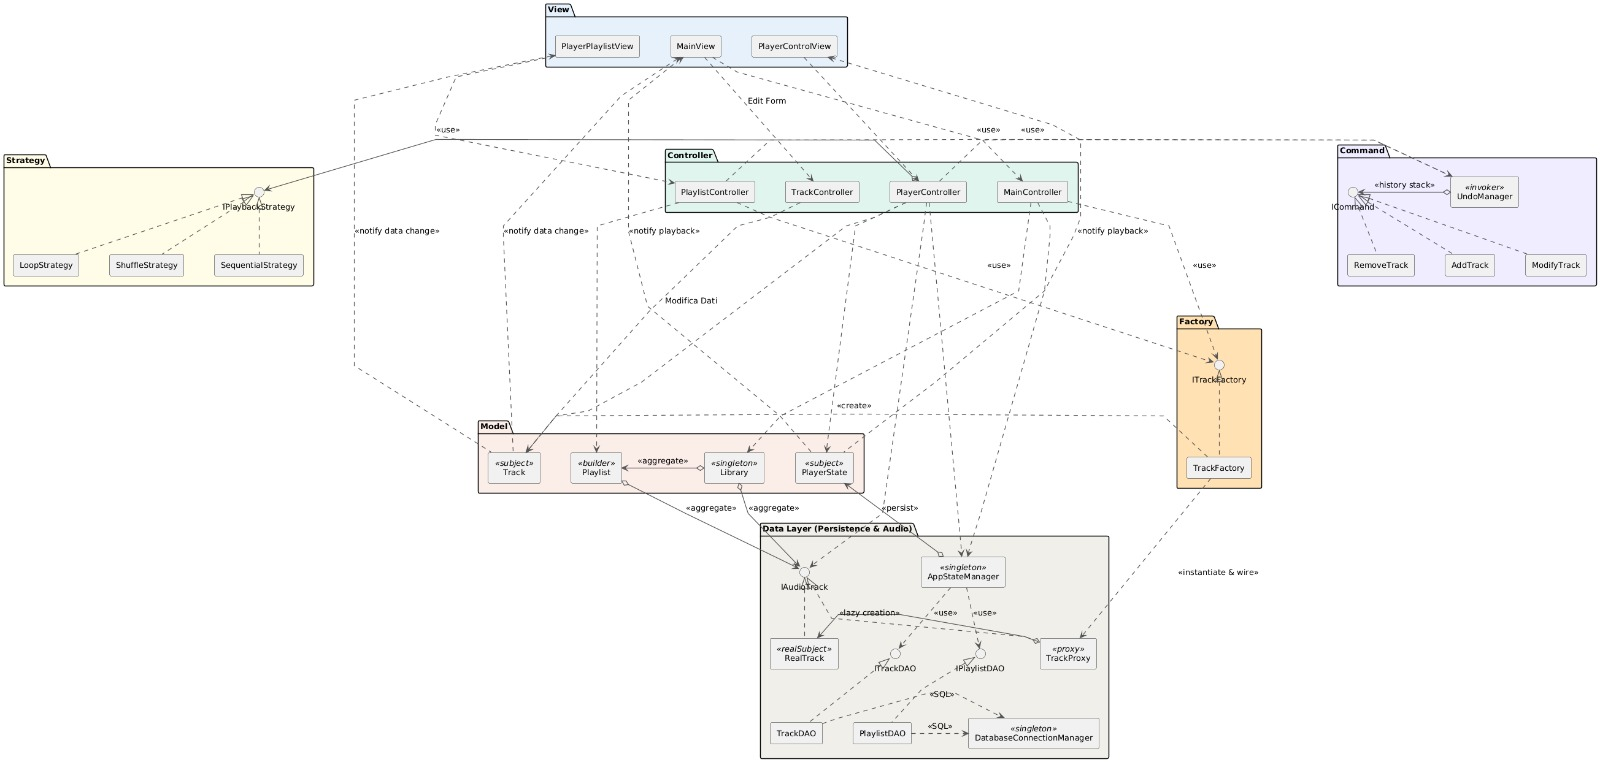 View
PlayerPlaylistView
MainView
PlayerControlView
Edit Form
«use»
«use»
«use»
Strategy
IPlaybackStrategy
LoopStrategy
ShuffleStrategy
SequentialStrategy
Controller
PlaylistController
TrackController
PlayerController
MainController
Command
«history stack»
«invoker»
UndoManager
ICommand
RemoveTrack
AddTrack
ModifyTrack
«notify data change»
«notify data change»
«notify playback»
«notify playback»
«use»
«use»
Modifica Dati
Factory
ITrackFactory
TrackFactory
«create»
Model
«subject»
Track
«builder»
Playlist
«aggregate»
«singleton»
Library
«subject»
PlayerState
«aggregate»
«aggregate»
«persist»
Data Layer (Persistence & Audio)
IAudioTrack
«singleton»
AppStateManager
«instantiate & wire»
«lazy creation»
«use»
«use»
«realSubject»
RealTrack
ITrackDAO
IPlaylistDAO
«proxy»
TrackProxy
«SQL»
«SQL»
TrackDAO
PlaylistDAO
«singleton»
DatabaseConnectionManager